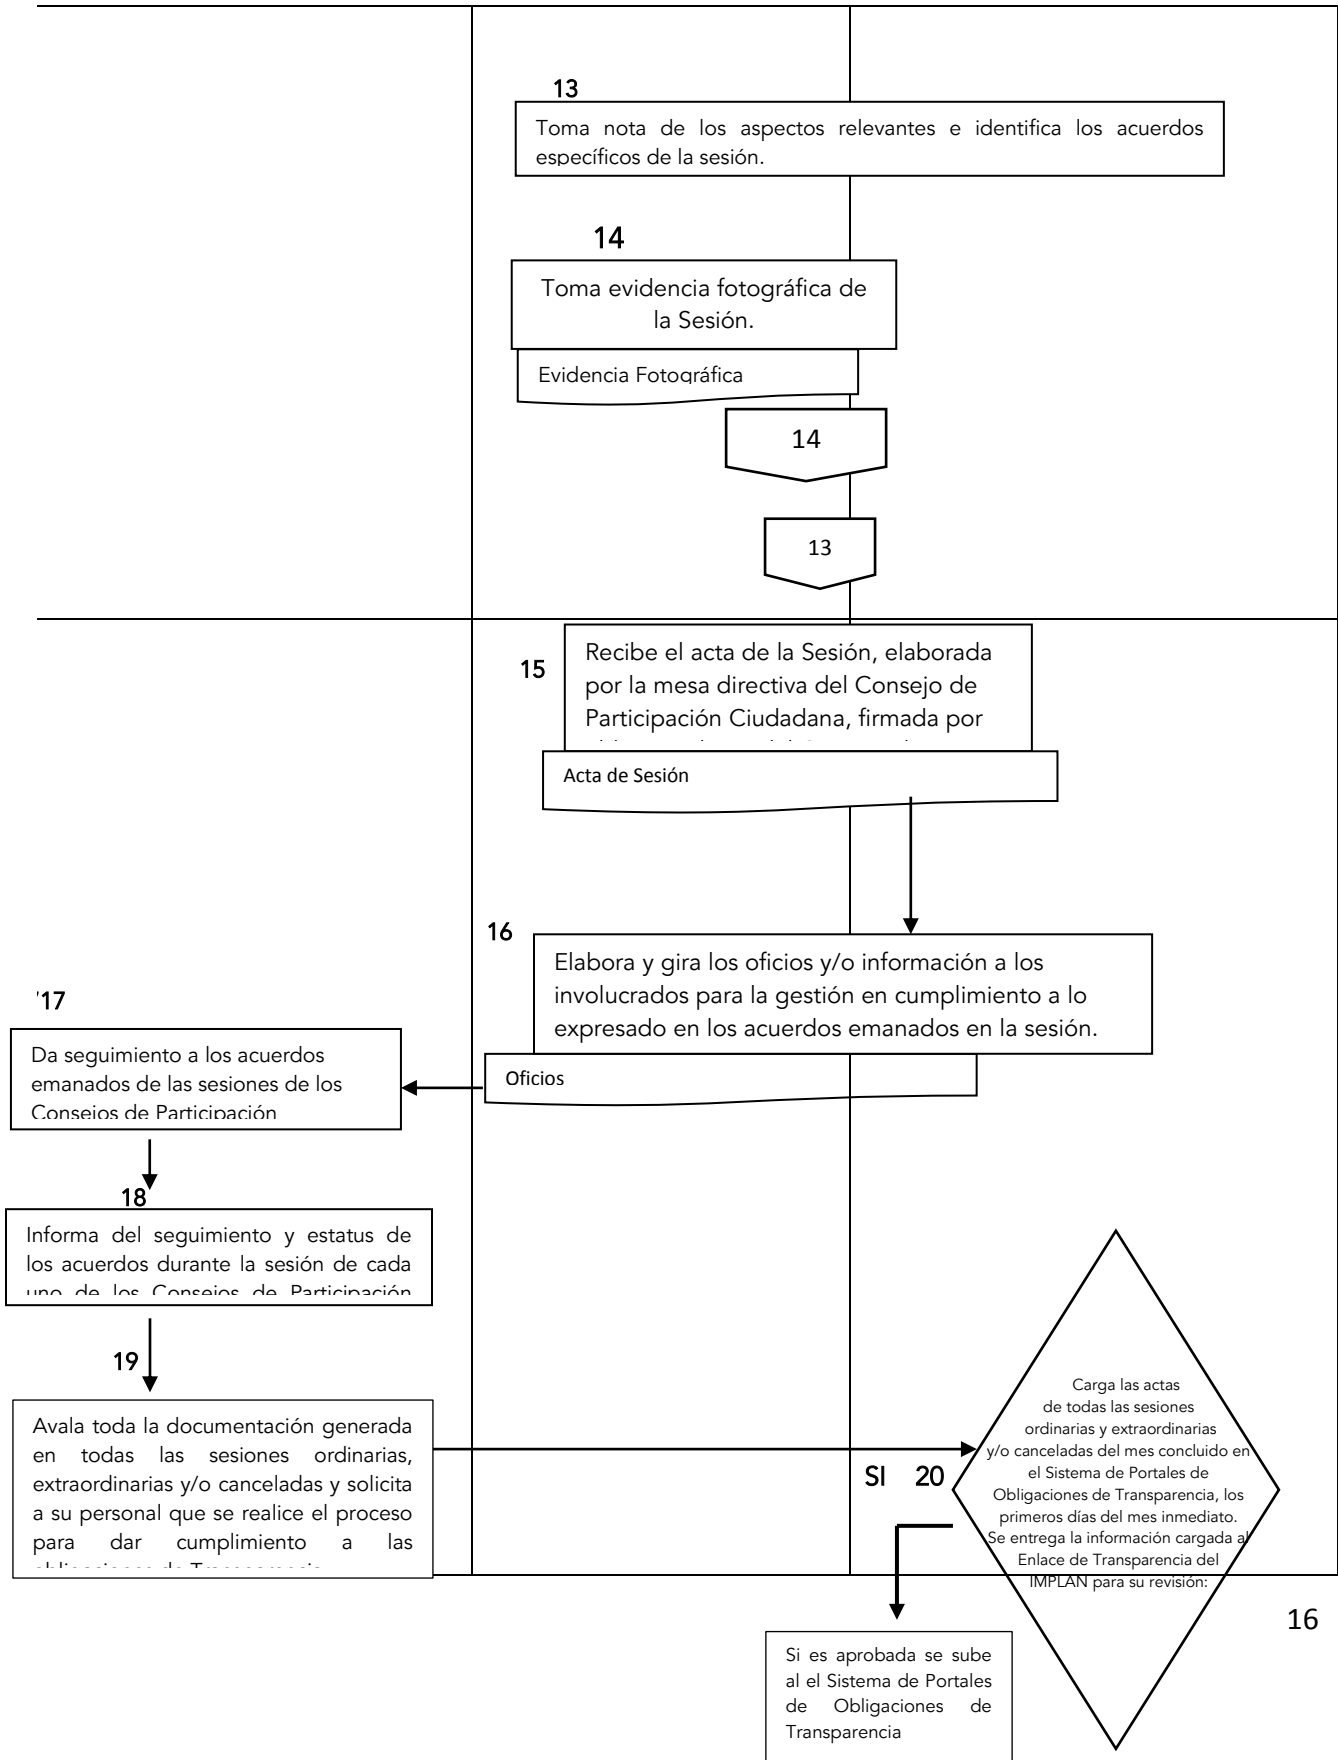 13
Toma nota de los aspectos relevantes e identifica los acuerdos
específicos de la sesión.
14
Toma evidencia fotográfica de
la Sesión.
Evidencia Fotográfica
14
13
15
Recibe el acta de la Sesión, elaborada
por la mesa directiva del Consejo de
Participación Ciudadana, firmada por
Acta de Sesión
16
Elabora y gira los oficios y/o información a los
involucrados para la gestión en cumplimiento a lo
expresado en los acuerdos emanados en la sesión.
Oficios
17
Da seguimiento a los acuerdos
emanados de las sesiones de los
Consejos de Participación
18
Informa del seguimiento y estatus de
los acuerdos durante la sesión de cada
uno de los Consejos de Participación
19
Avala toda la documentación generada
en todas las sesiones ordinarias,
extraordinarias y/o canceladas y solicita
a su personal que se realice el proceso
para dar cumplimiento a las
SI 20
Carga las actas
de todas las sesiones
ordinarias y extraordinarias
y/o canceladas del mes concluido en
el Sistema de Portales de
Obligaciones de Transparencia, los
primeros días del mes inmediato.
Se entrega la información cargada al
Enlace de Transparencia del
IMPLAN para su revisión:
16
Si es aprobada se sube
al el Sistema de Portales
de Obligaciones de
Transparencia